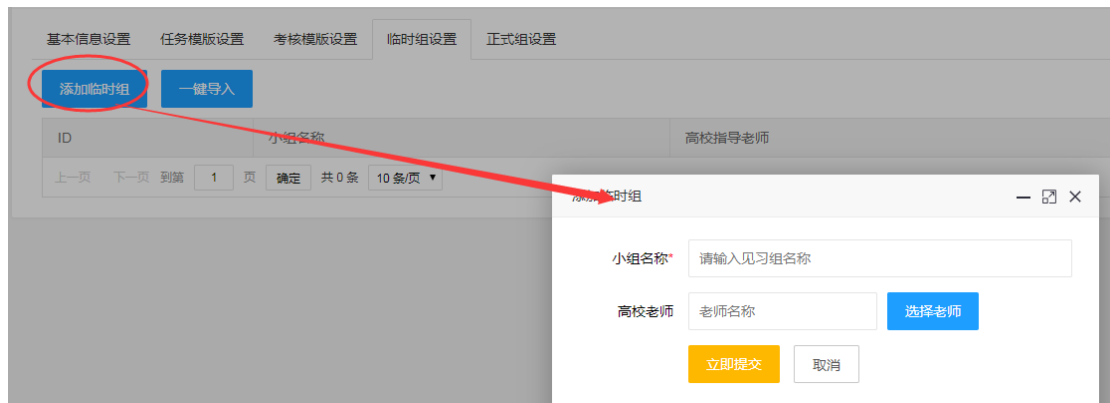 基本信息设置 任务模版设置 考核模版设置 临时组设置 正式组设置
添加临时组 一键导入
ID 小组名称 高校指导老师
上一页 下一页 到第 1 页 确定 共 0 条 10 条/页
添加临时组
小组名称* 请输入见习组名称
高校老师 老师名称 选择老师
立即提交 取消